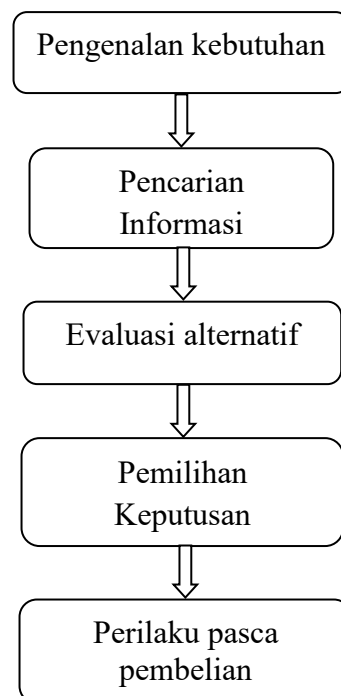 Pengenalan kebutuhan
Pencarian
Informasi
Evaluasi alternatif
Pemilihan
Keputusan
Perilaku pasca
pembelian